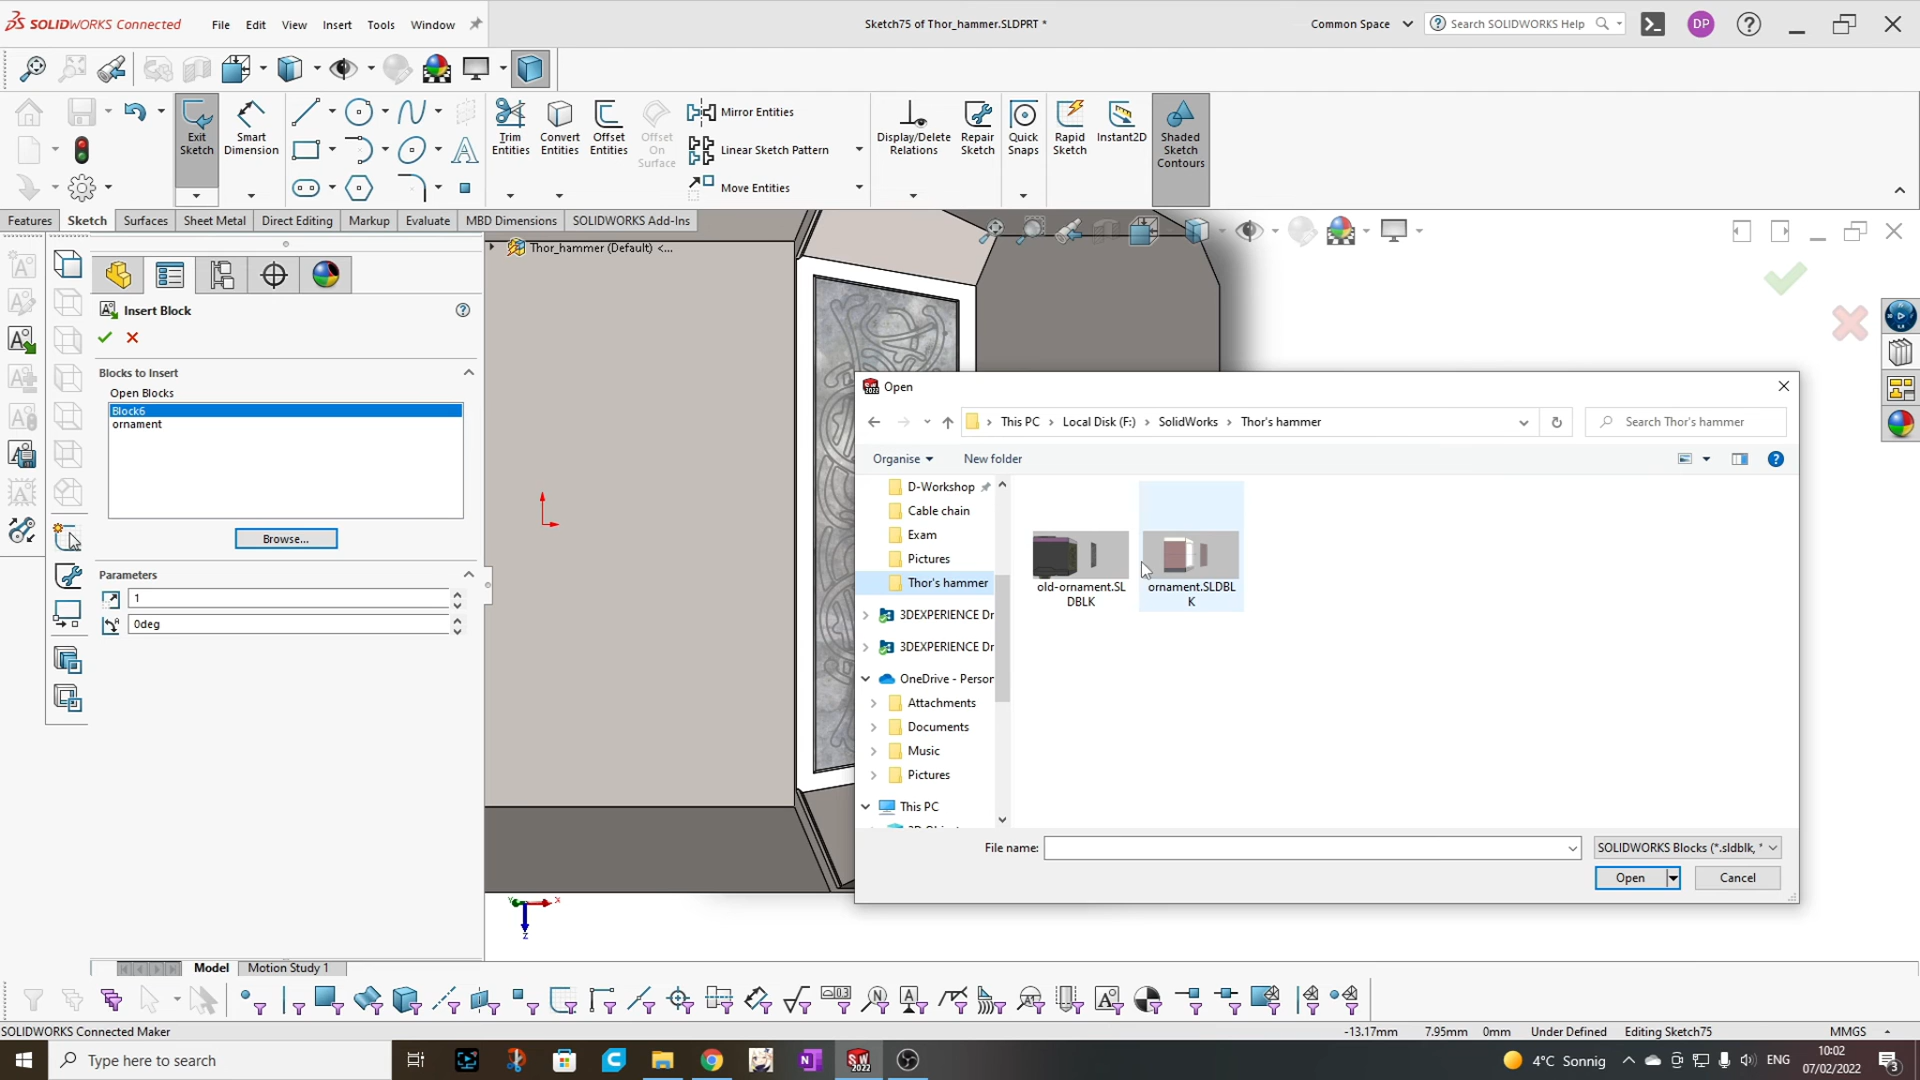 SOLIDWORKS Connected
File
Edit
View
Insert
Tools
Window
Sketch75 of Thor_hammer.SLDPRT *
Common Space
Search SOLIDWORKS Help
DP
Exit Sketch
Smart Dimension
Trim Entities
Convert Entities
Offset Entities
Offset On Surface
Mirror Entities
Linear Sketch Pattern
Move Entities
Display/Delete Relations
Repair Sketch
Quick Snaps
Rapid Sketch
Instant2D
Shaded Sketch Contours
Features
Sketch
Surfaces
Sheet Metal
Direct Editing
Markup
Evaluate
MBD Dimensions
SOLIDWORKS Add-Ins
Thor_hammer (Default) <...
Insert Block
Blocks to Insert
Open Blocks
Block6
ornament
Browse...
Parameters
1
0deg
Open
This PC
Local Disk (F:)
SolidWorks
Thor's hammer
Search Thor's hammer
Organise
New folder
D-Workshop
Cable chain
Exam
Pictures
Thor's hammer
3DEXPERIENCE Dr
3DEXPERIENCE Dr
OneDrive - Person
Attachments
Documents
Music
Pictures
This PC
old-ornament.SL
DBLK
ornament.SLDBL
K
File name:
SOLIDWORKS Blocks (*.sldblk, *
Open
Cancel
Model
Motion Study 1
SOLIDWORKS Connected Maker
-13.17mm
7.95mm
0mm
Under Defined
Editing Sketch75
MMGS
Type here to search
4°C Sonnig
ENG
10:02
07/02/2022
3